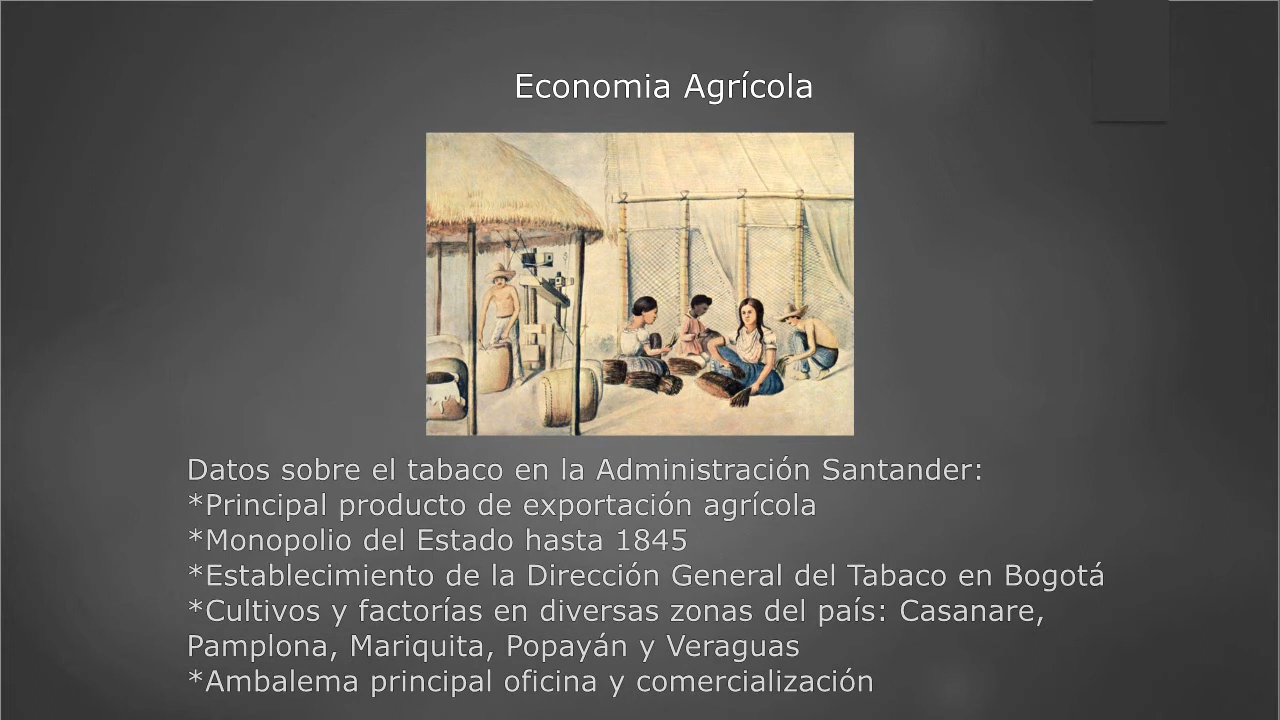 Economia Agrícola
Datos sobre el tabaco en la Administración Santander:
*Principal producto de exportación agrícola
*Monopolio del Estado hasta 1845
*Establecimiento de la Dirección General del Tabaco en Bogotá
*Cultivos y factorías en diversas zonas del país: Casanare,
Pamplona, Mariquita, Popayán y Veraguas
*Ambalema principal oficina y comercialización